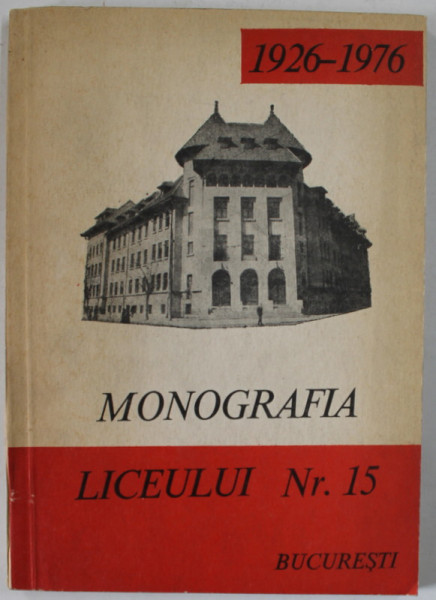 1926–1976
MONOGRAFIA
LICEULUI Nr. 15
BUCUREȘTI